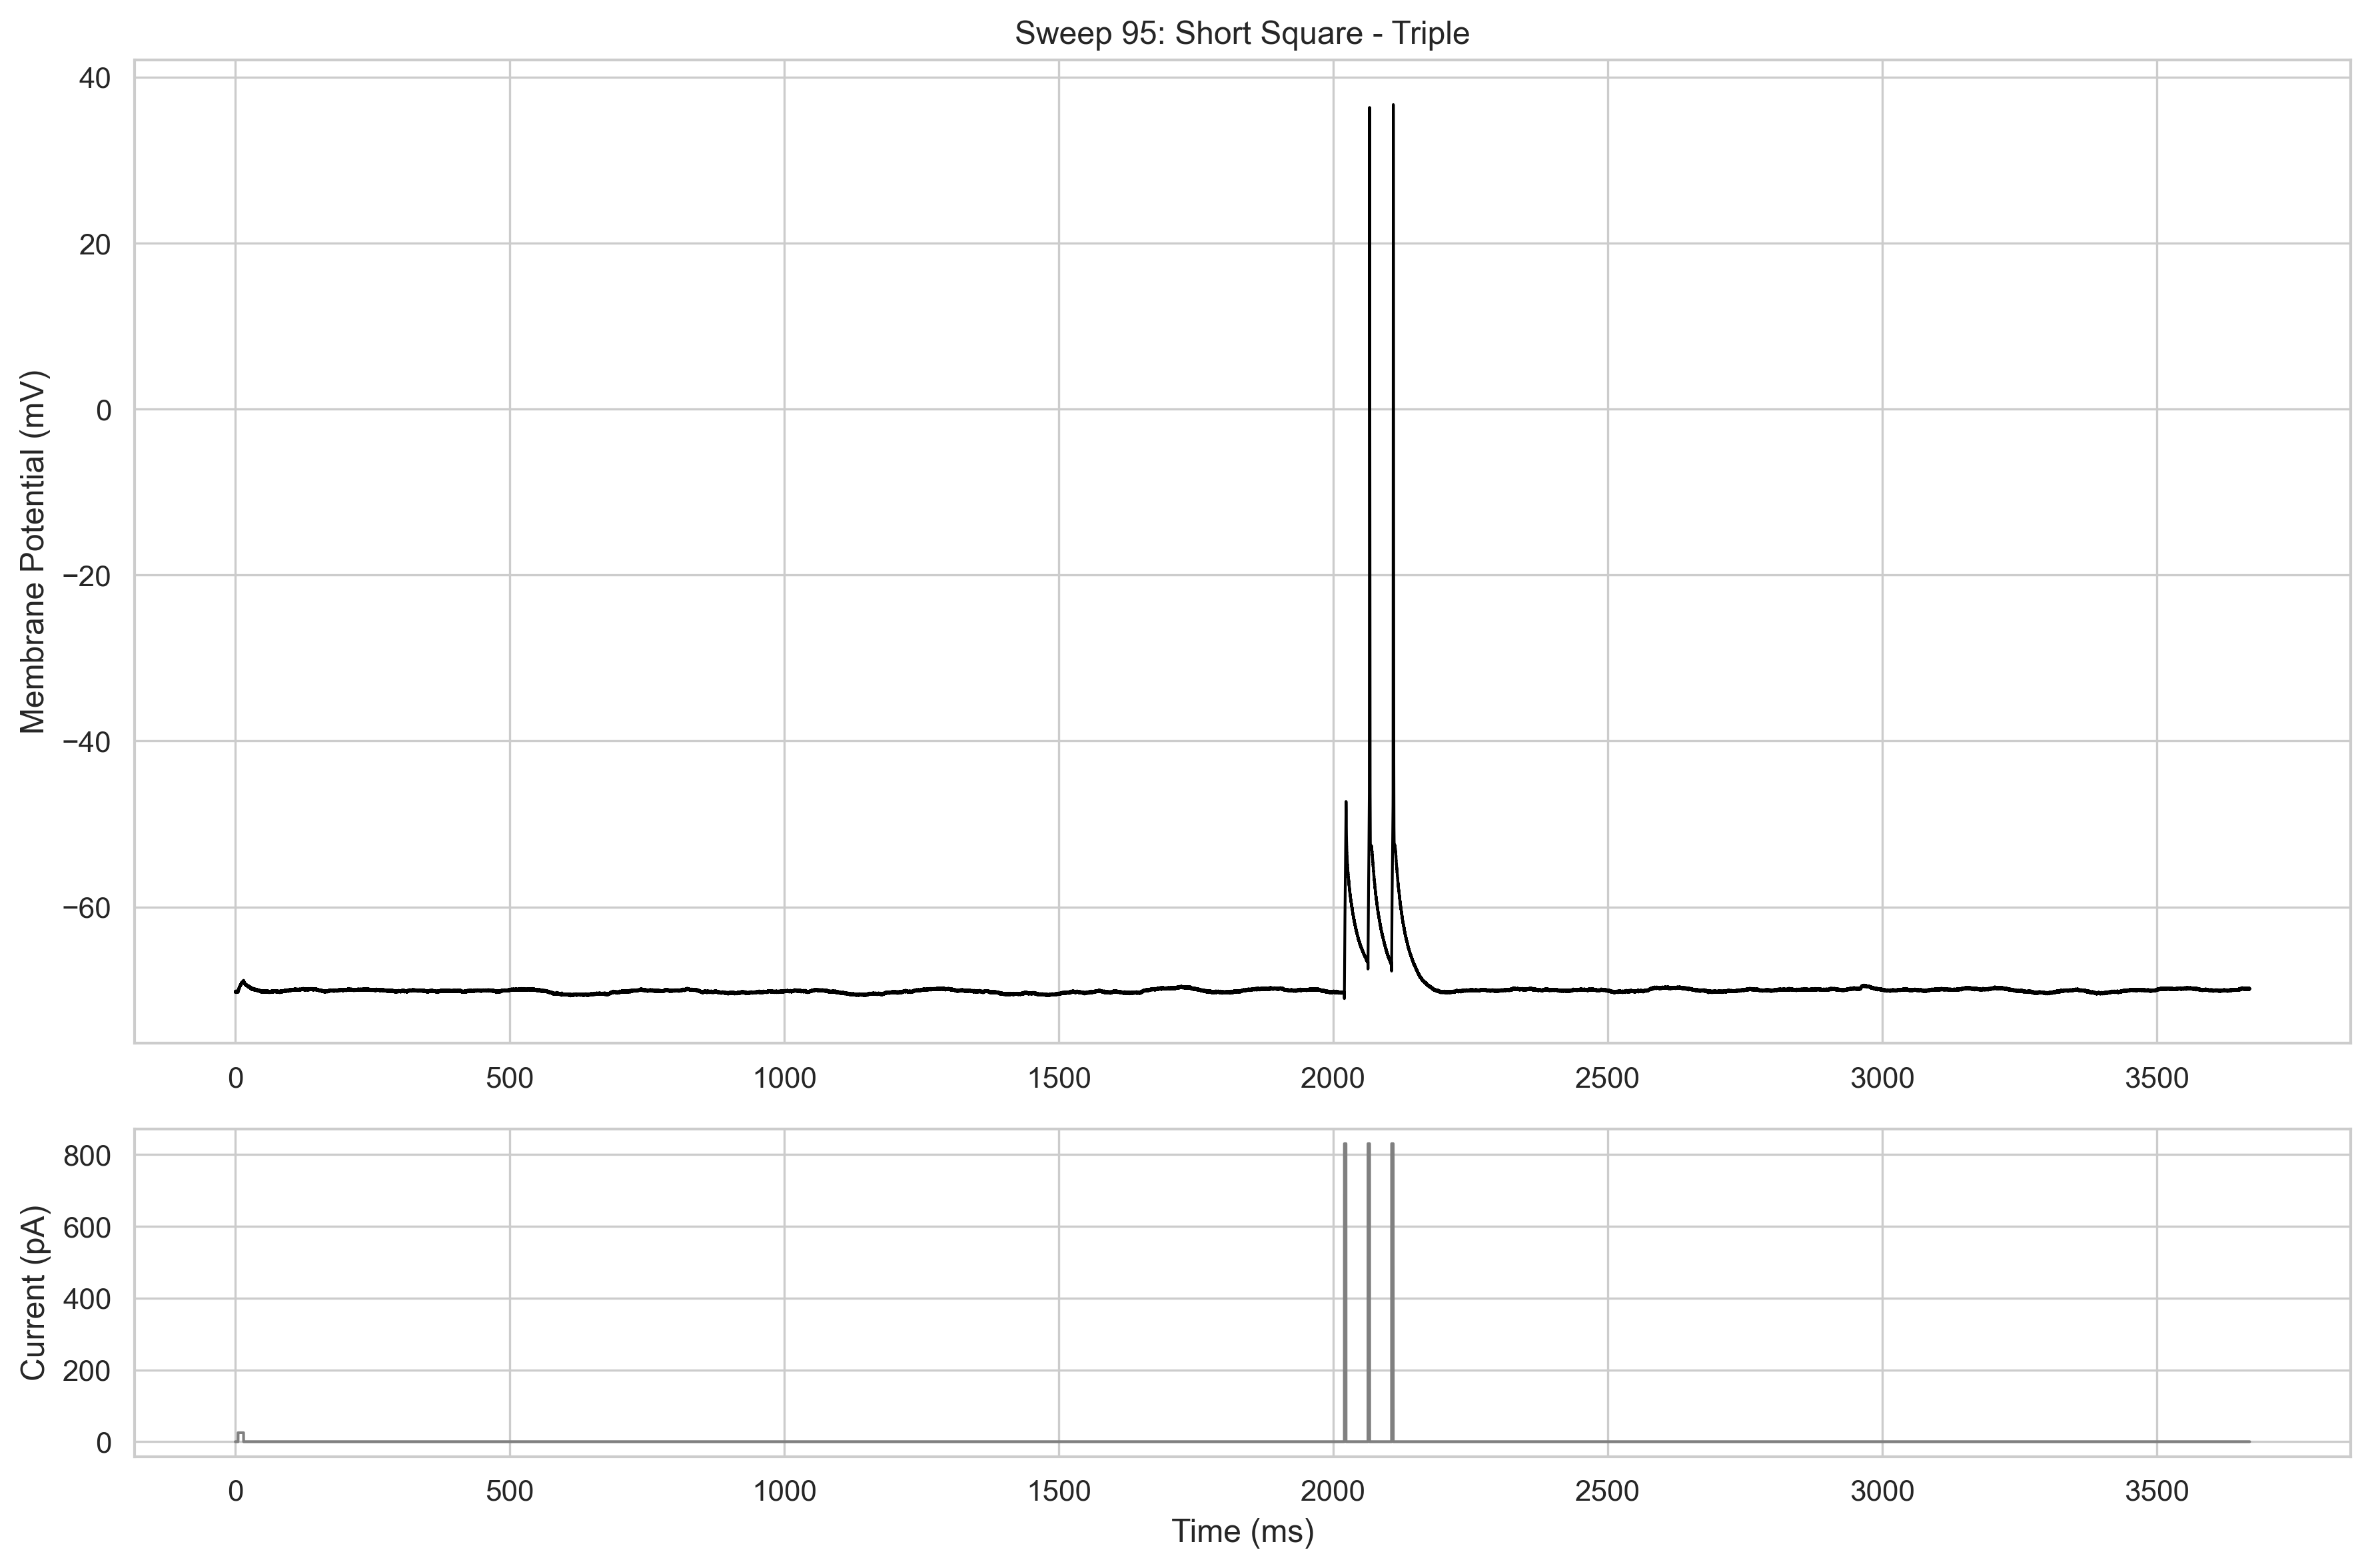 Sweep 95: Short Square - Triple
Membrane Potential (mV)
40
20
0
−20
−40
−60
0 500 1000 1500 2000 2500 3000 3500
Current (pA)
800
600
400
200
0
0 500 1000 1500 2000 2500 3000 3500
Time (ms)